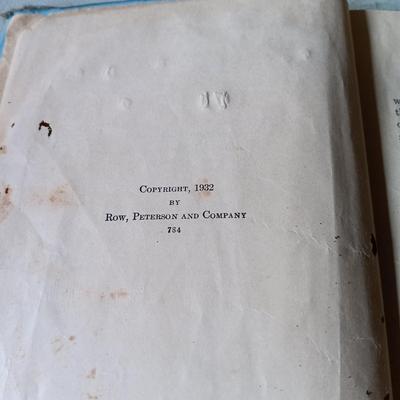 COPYRIGHT, 1932
BY
ROW, PETERSON AND COMPANY
784